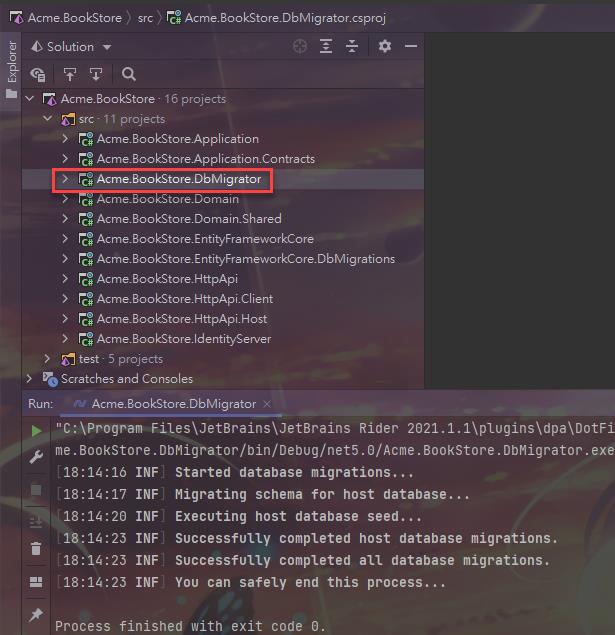 Acme.BookStore > src > Acme.BookStore.DbMigrator.csproj
Explorer
Solution
Acme.BookStore · 16 projects
src · 11 projects
Acme.BookStore.Application
Acme.BookStore.Application.Contracts
Acme.BookStore.DbMigrator
Acme.BookStore.Domain
Acme.BookStore.Domain.Shared
Acme.BookStore.EntityFrameworkCore
Acme.BookStore.EntityFrameworkCore.DbMigrations
Acme.BookStore.HttpApi
Acme.BookStore.HttpApi.Client
Acme.BookStore.HttpApi.Host
Acme.BookStore.IdentityServer
test · 5 projects
Scratches and Consoles
Run: Acme.BookStore.DbMigrator ×
"C:\Program Files\JetBrains\JetBrains Rider 2021.1.1\plugins\dpa\DotFi
me.BookStore.DbMigrator/bin/Debug/net5.0/Acme.BookStore.DbMigrator.exe
[18:14:16 INF] Started database migrations...
[18:14:17 INF] Migrating schema for host database...
[18:14:20 INF] Executing host database seed...
[18:14:23 INF] Successfully completed host database migrations.
[18:14:23 INF] Successfully completed all database migrations.
[18:14:23 INF] You can safely end this process...
Process finished with exit code 0.